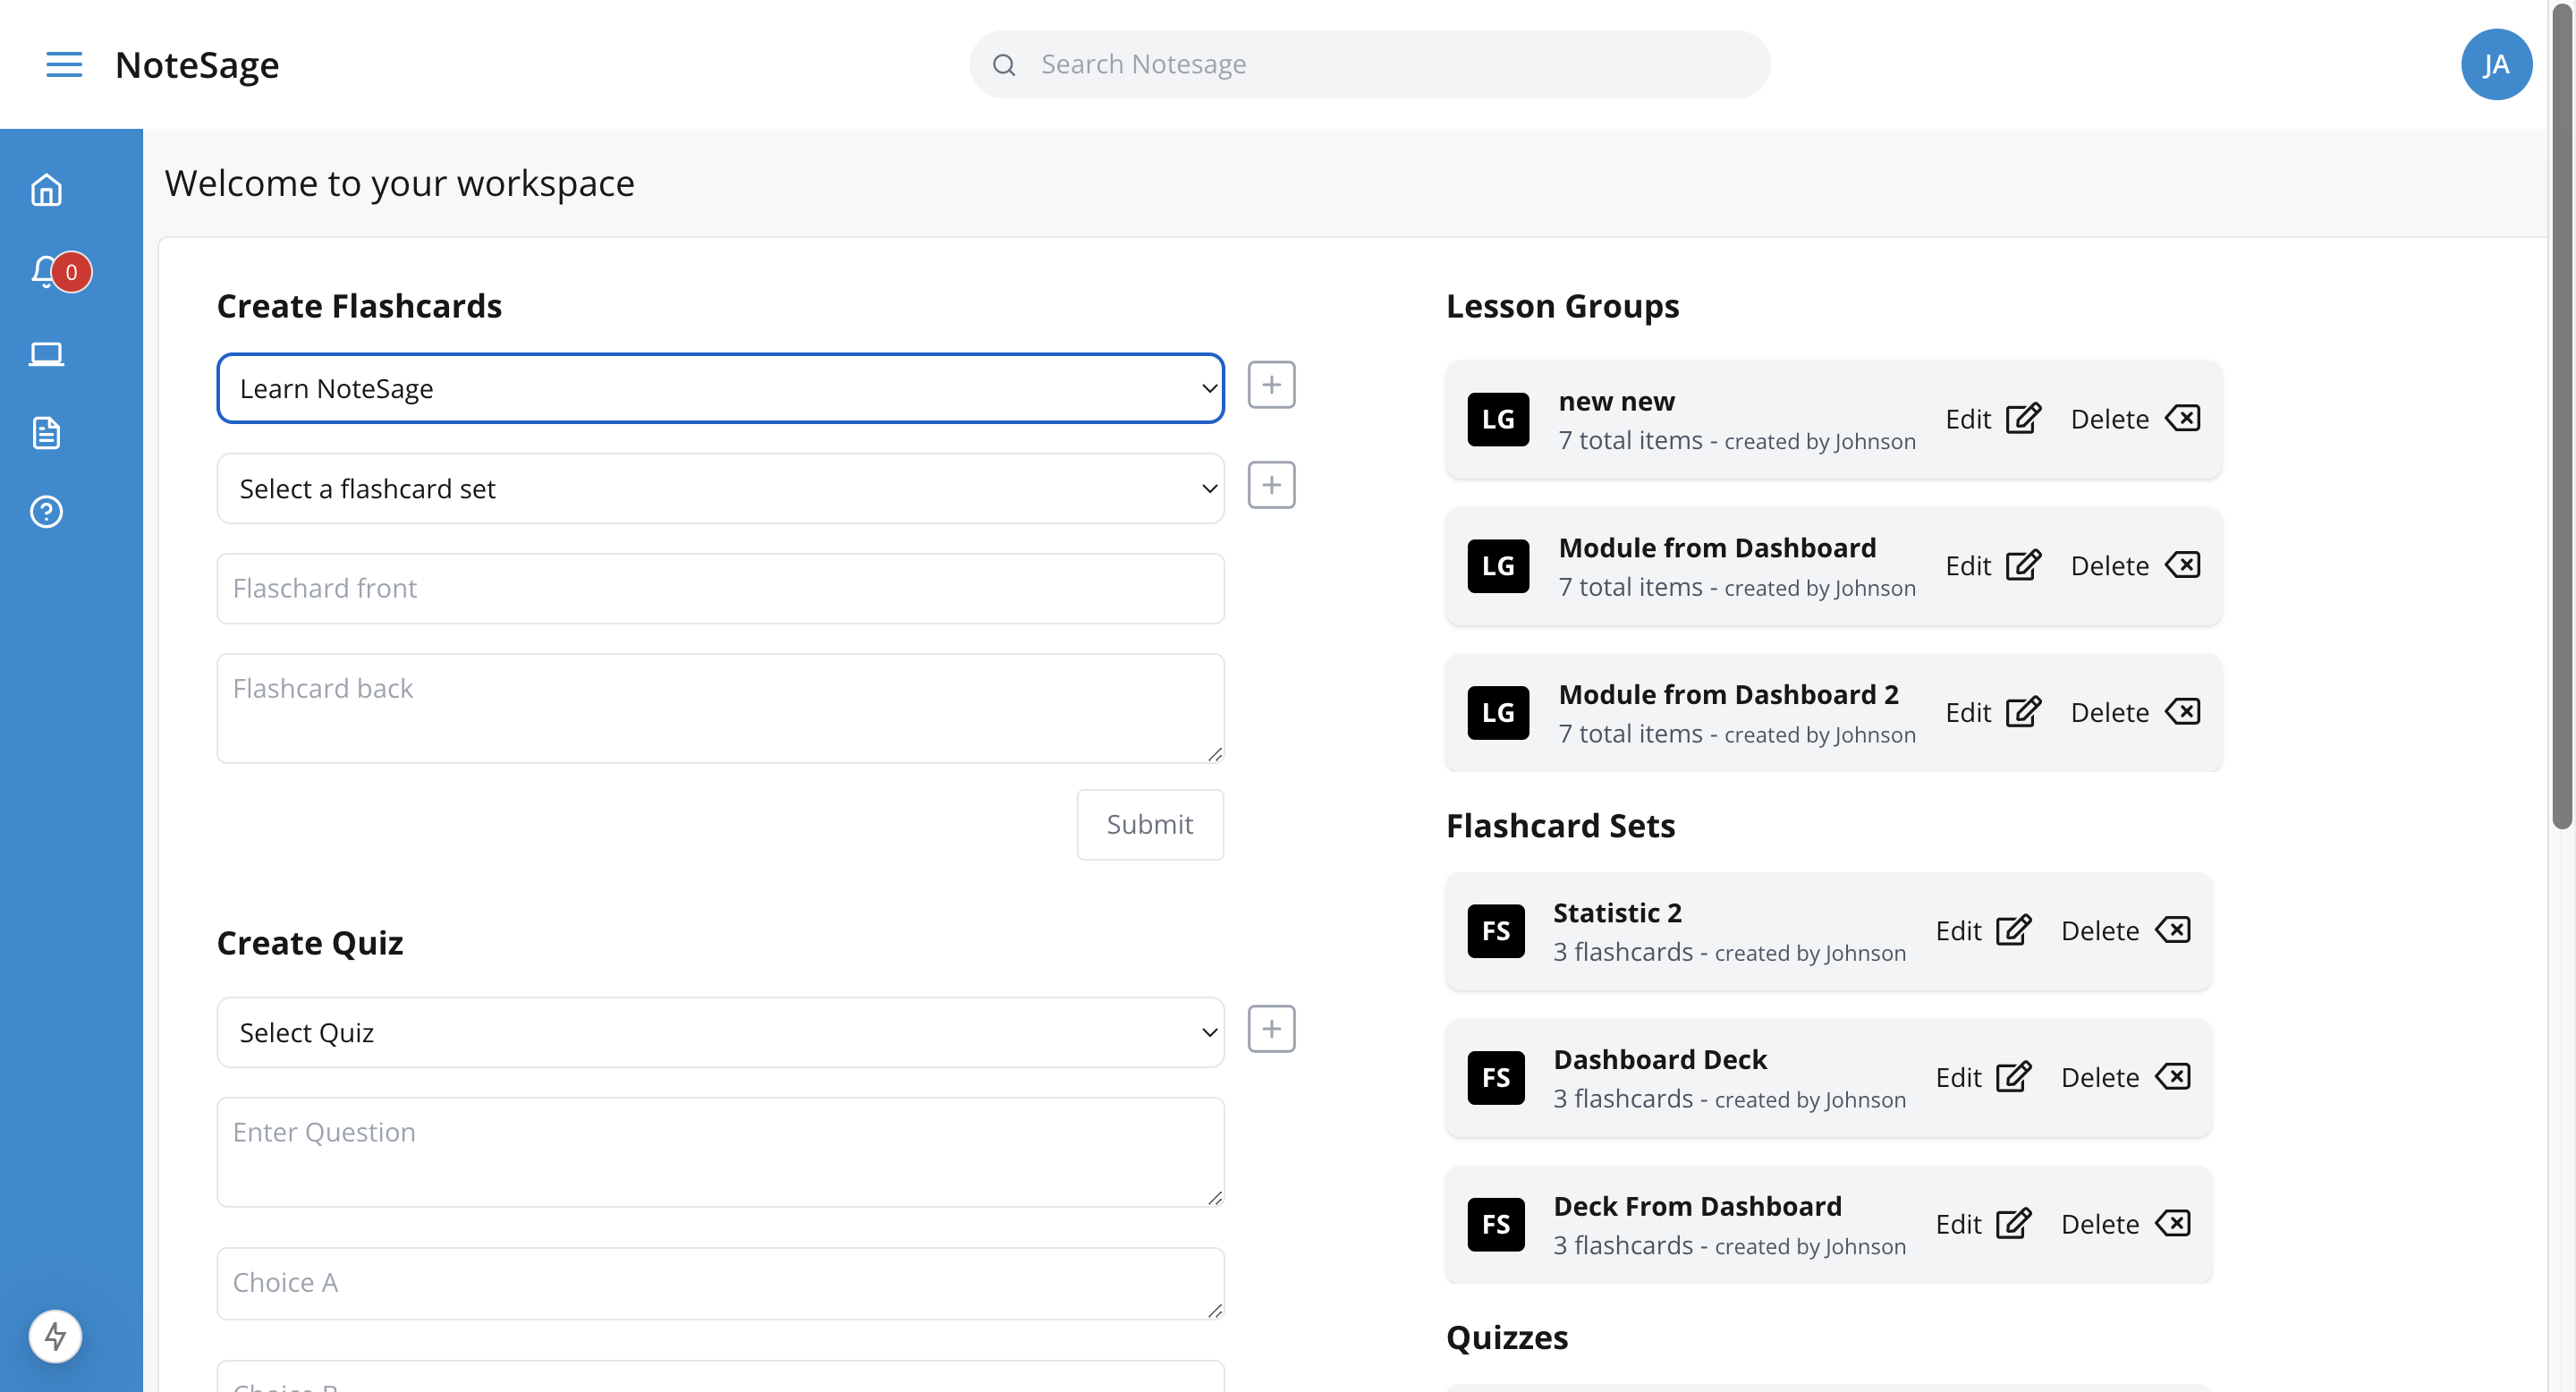 NoteSage
Search Notesage
JA
0
Welcome to your workspace
Create Flashcards
Learn NoteSage
Select a flashcard set
Flaschard front
Flashcard back
Submit
Create Quiz
Select Quiz
Enter Question
Choice A
Choice B
Lesson Groups
LG
new new
7 total items - created by Johnson
Edit
Delete
LG
Module from Dashboard
7 total items - created by Johnson
Edit
Delete
LG
Module from Dashboard 2
7 total items - created by Johnson
Edit
Delete
Flashcard Sets
FS
Statistic 2
3 flashcards - created by Johnson
Edit
Delete
FS
Dashboard Deck
3 flashcards - created by Johnson
Edit
Delete
FS
Deck From Dashboard
3 flashcards - created by Johnson
Edit
Delete
Quizzes